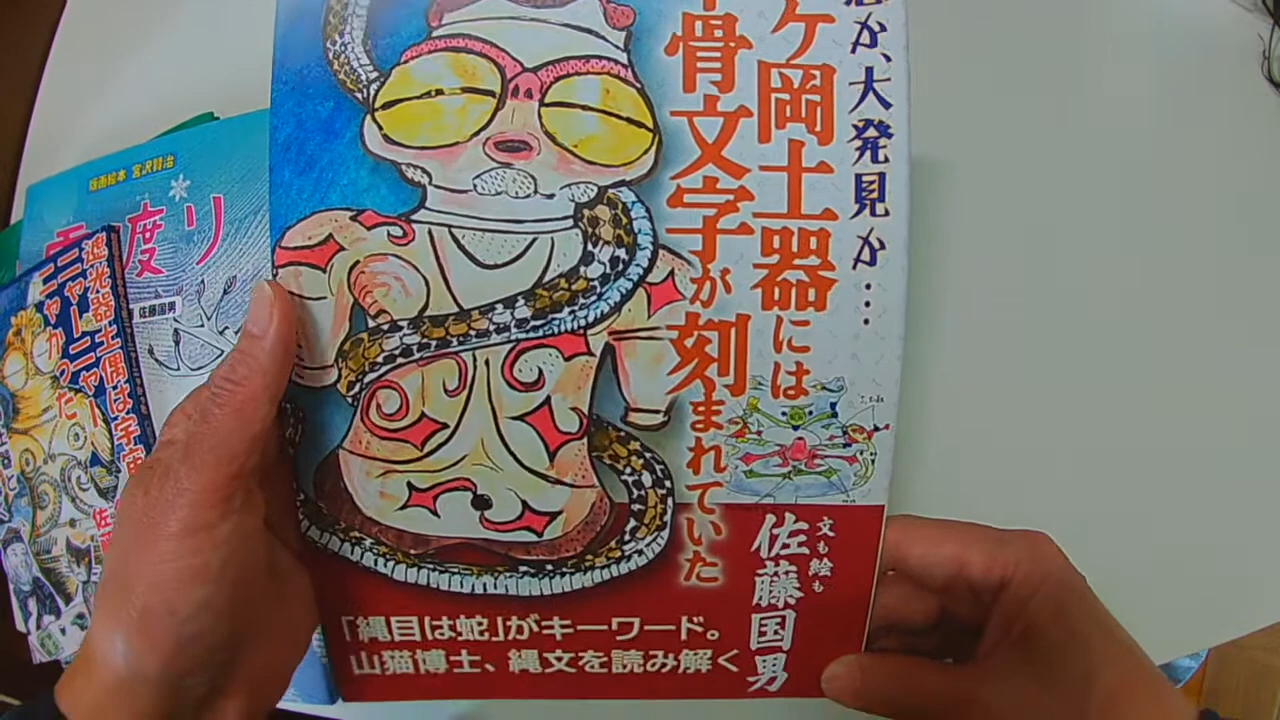 か、大発見か…
ケ岡土器には
骨文字が刻まれていた
文も絵も
佐藤国男
「縄目は蛇」がキーワード。
山猫博士、縄文を読み解く
版画絵本 宮沢賢治
度り
佐藤国男
遮光器土偶は宇宙
ニャーニャー
ニャかった